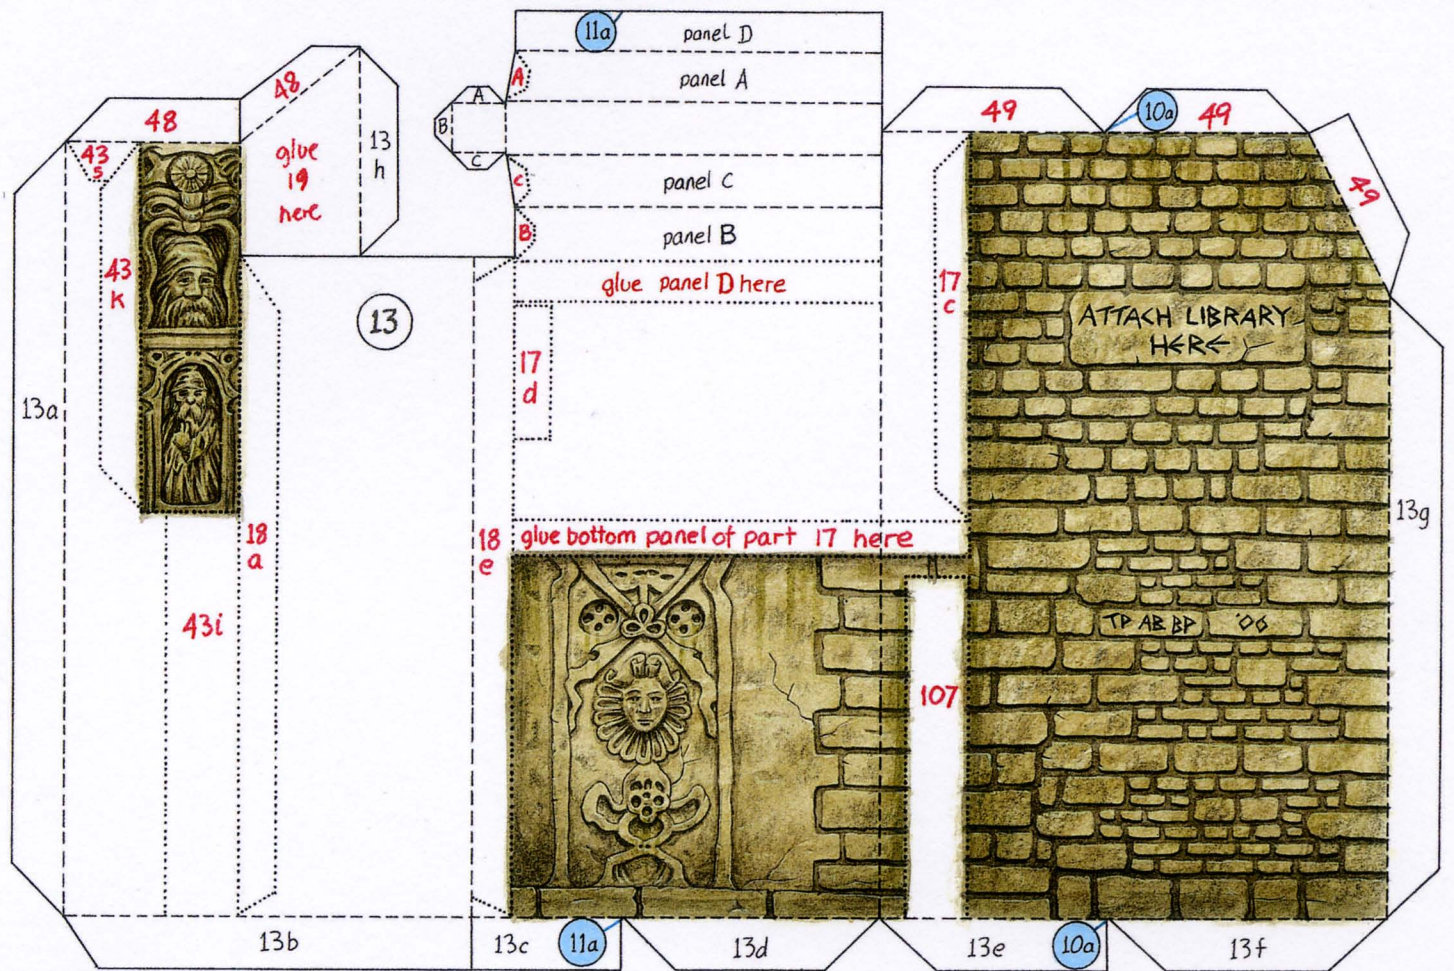 11a
panel D
A
panel A
A
B
C
C
panel C
B
panel B
glue panel D here
48
48
glue
19
here
13
h
43
s
43
k
13
13a
18
a
43i
17
d
18
e
glue bottom panel of part 17 here
49
10a
49
49
17
c
ATTACH LIBRARY
HERE
13g
TP AB BP '06
107
13b
13c
11a
13d
13e
10a
13f